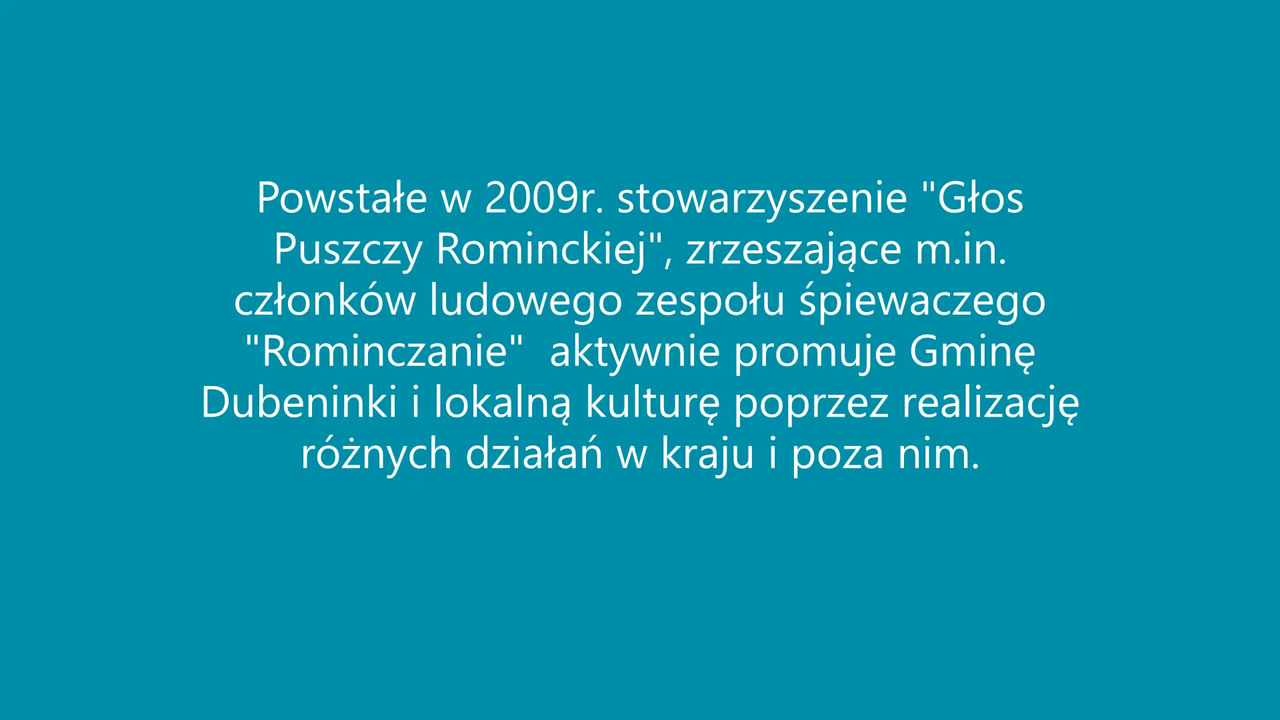 Powstałe w 2009r. stowarzyszenie "Głos
Puszczy Rominckiej", zrzeszające m.in.
członków ludowego zespołu śpiewaczego
"Rominczanie"  aktywnie promuje Gminę
Dubeninki i lokalną kulturę poprzez realizację
różnych działań w kraju i poza nim.